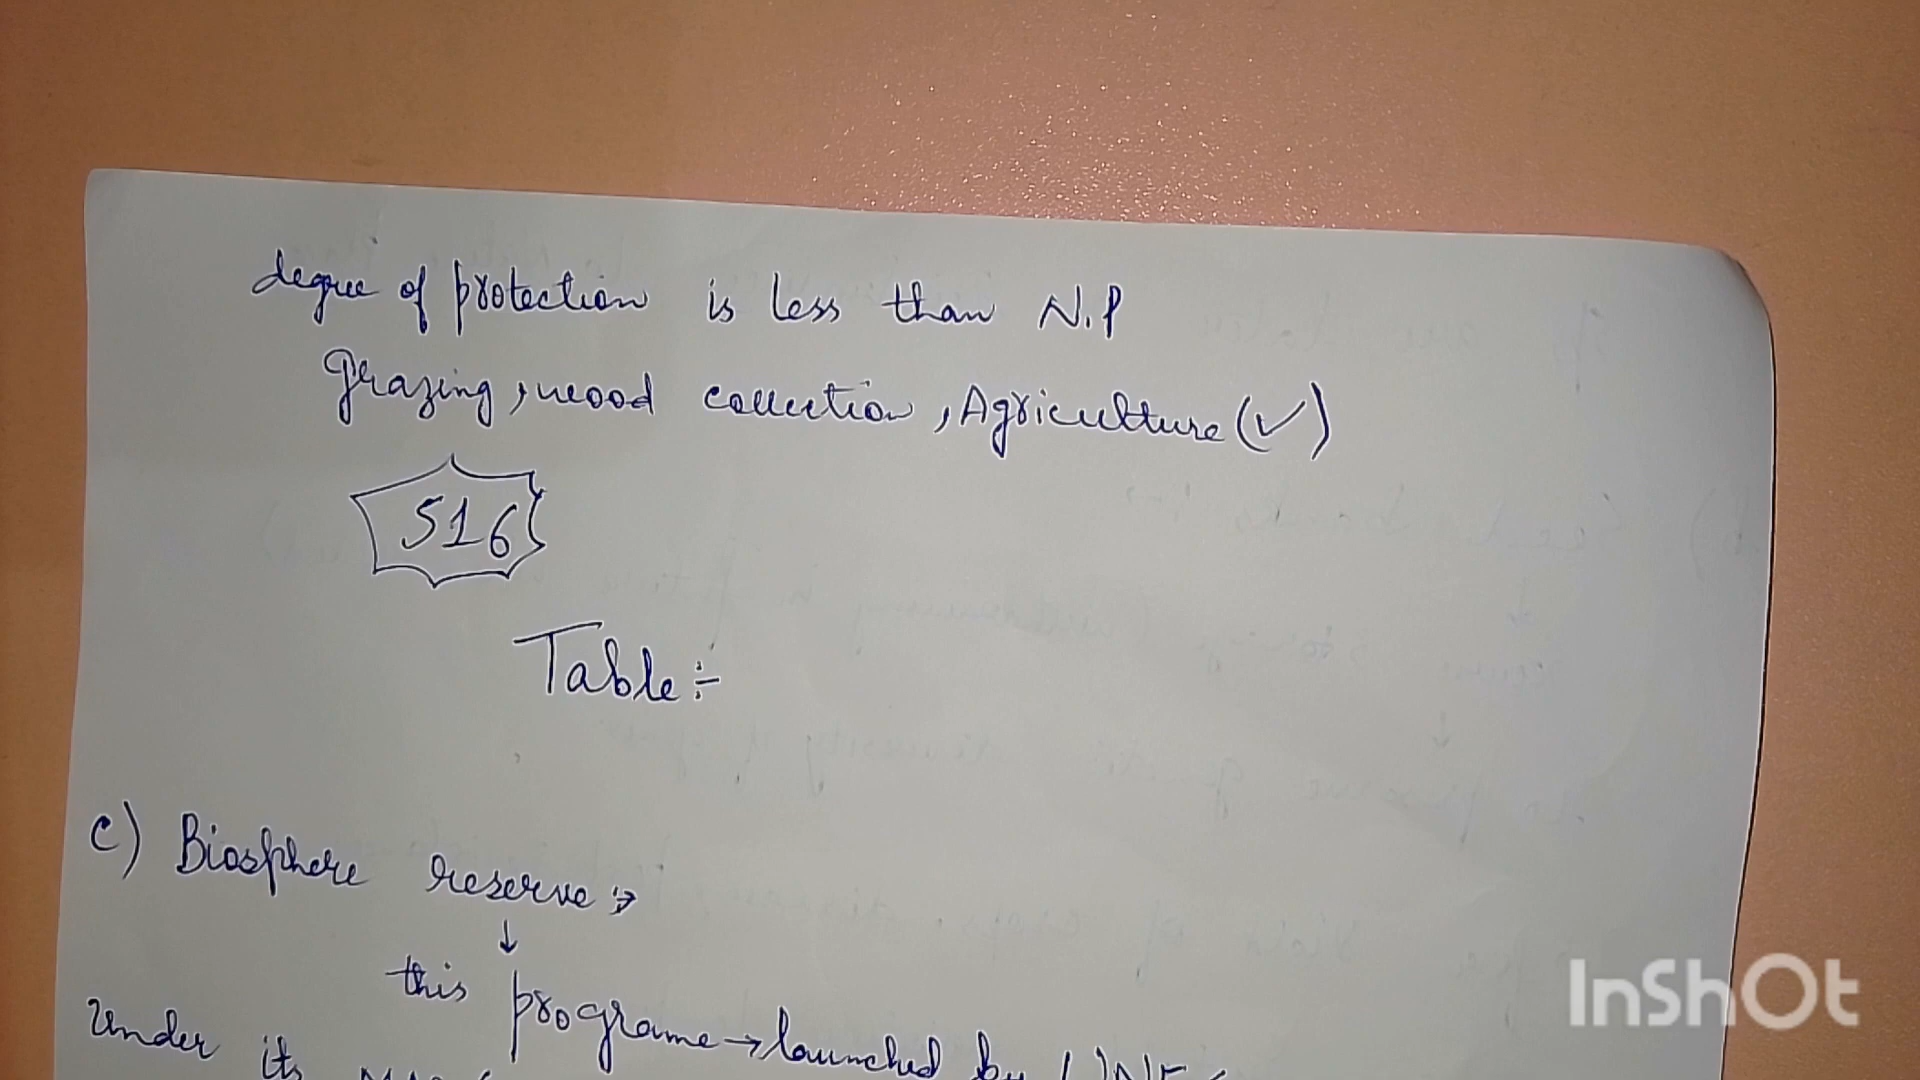 degree of protection is less than N.P
Grazing, wood collection, Agriculture (✓)
516
Table :-
C) Biosphere reserve :→
↓
this programe → launched by
Under its
InShOt